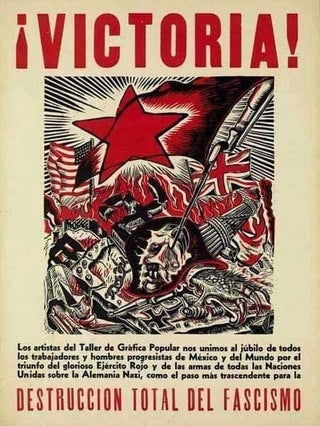 ¡VICTORIA!
Los artistas del Taller de Gráfica Popular nos unimos al júbilo de todos
los trabajadores y hombres progresistas de México y del Mundo por el
triunfo del glorioso Ejército Rojo y de las armas de todas las Naciones
Unidas sobre la Alemania Nazi, como el paso más trascendente para la
DESTRUCCION TOTAL DEL FASCISMO